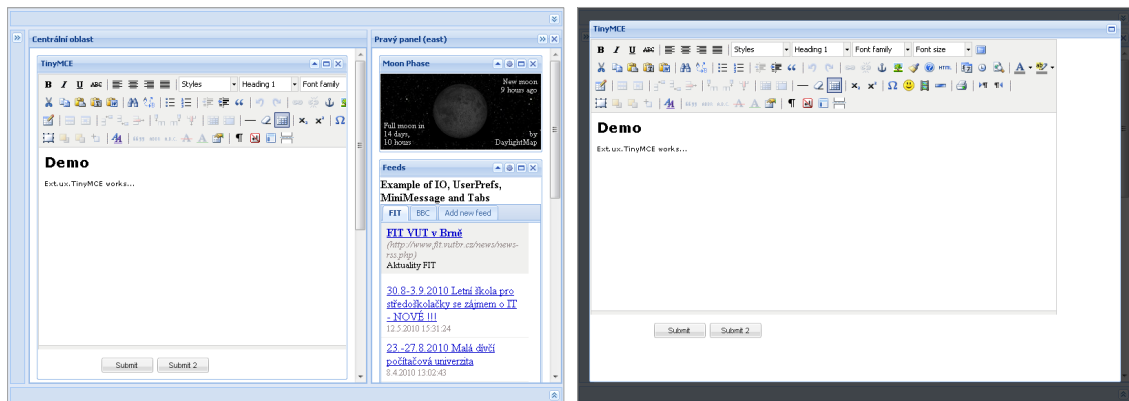 Centrální oblast
TinyMCE
B I U ABC Styles Heading 1 Font family
Demo
Ext.ux.TinyMCE works...
Submit Submit 2
Pravý panel (east)
Moon Phase
New moon
9 hours ago
Full moon in
14 days,
10 hours
by
DaylightMap
Feeds
Example of IO, UserPrefs,
MiniMessage and Tabs
FIT BBC Add new feed
FIT VUT v Brně
(http://www.fit.vutbr.cz/news/news-
rss.php)
Aktuality FIT
30.8-3.9.2010 Letní škola pro
středoškolačky se zájmem o IT
- NOVÉ !!!
12.5.2010 15:31:24
23.-27.8.2010 Malá dívčí
počítačová univerzita
8.4.2010 13:02:43
TinyMCE
B I U ABC Styles Heading 1 Font family Font size
HTML
Demo
Ext.ux.TinyMCE works...
Submit Submit 2